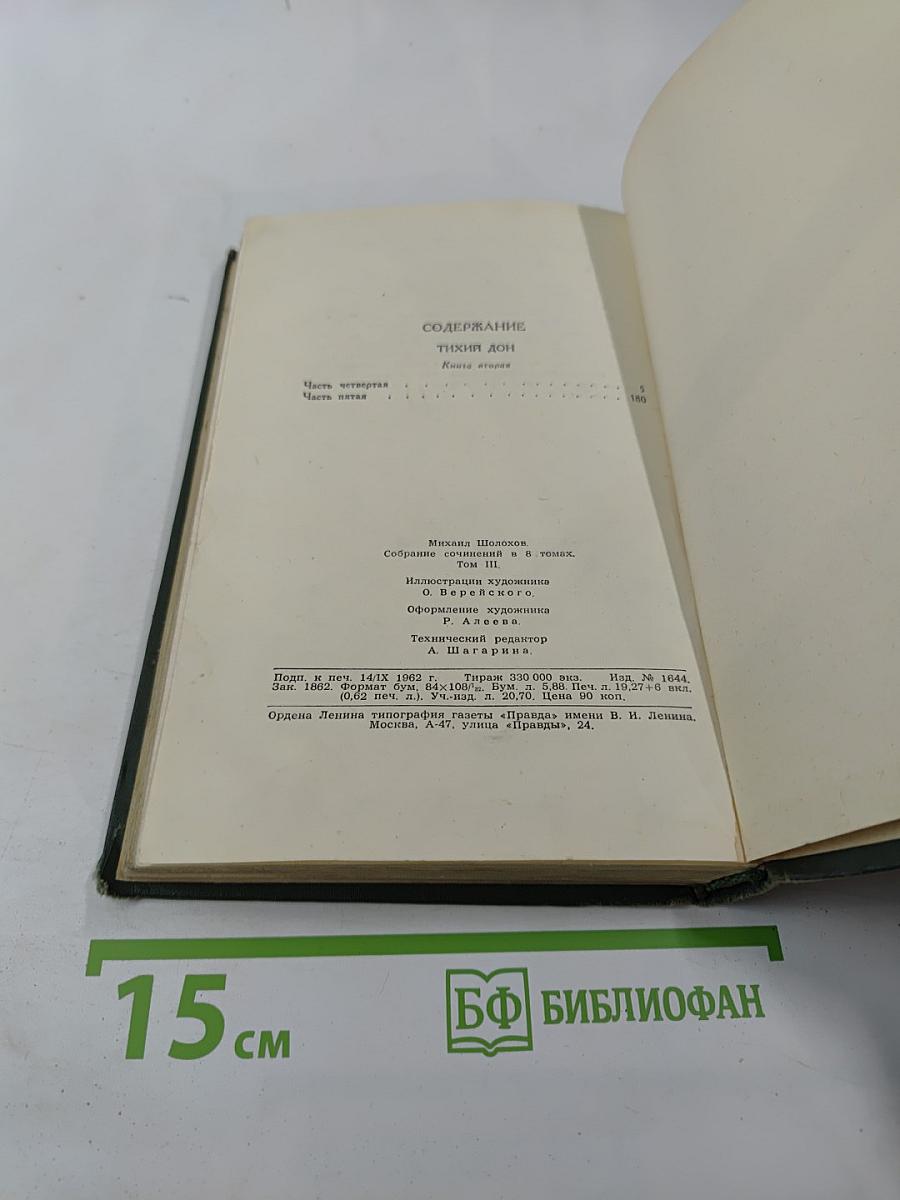 СОДЕРЖАНИЕ
ТИХИЙ ДОН
Книга вторая
Часть четвертая . . . . . . . . . . . . . 5
Часть пятая . . . . . . . . . . . . . . 180
Михаил Шолохов.
Собрание сочинений в 8 томах.
Том III.
Иллюстрации художника
О. Верейского.
Оформление художника
Р. Алеева.
Технический редактор
А. Шагарина.
Подп. к печ. 14/IX 1962 г. Тираж 330 000 экз. Изд. № 1644.
Зак. 1862. Формат бум. 84×108/₃₂. Бум. л. 5,88. Печ. л. 19,27+6 вкл.
(0,62 печ. л.). Уч.-изд. л. 20,70. Цена 90 коп.
Ордена Ленина типография газеты «Правда» имени В. И. Ленина.
Москва, А-47, улица «Правды», 24.
15 см
БФ БИБЛИОФАН